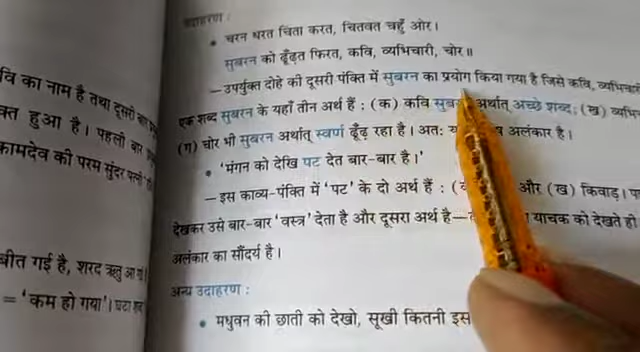 वि का नाम है तथा दूसरी बार
क्त हुआ है। पहली बार
कामदेव की परम सुंदर पत्नी
बीत गई है, शरद ऋतु आ
= 'कम हो गया'। घटा शब्द
उदाहरण :
• चरन धरत चिंता करत, चितवत चहुँ ओर।
सुबरन को ढूँढ़त फिरत, कवि, व्यभिचारी, चोर॥
—उपर्युक्त दोहे की दूसरी पंक्ति में सुबरन का प्रयोग किया गया है जिसे कवि, व्यभिचारी
एक शब्द सुबरन के यहाँ तीन अर्थ हैं : (क) कवि अर्थात् अच्छे शब्द; (ख)
(ग) चोर भी सुबरन अर्थात् स्वर्ण ढूँढ़ रहा है। अतः अलंकार है।
• 'मंगन को देखि पट देत बार-बार है।'
—इस काव्य-पंक्ति में 'पट' के दो अर्थ हैं : और (ख) किवाड़।
देखकर उसे बार-बार 'वस्त्र' देता है और दूसरा अर्थ है— याचक को देखते ही
अलंकार का सौंदर्य है।
अन्य उदाहरण :
• मधुवन की छाती को देखो, सूखी कितनी